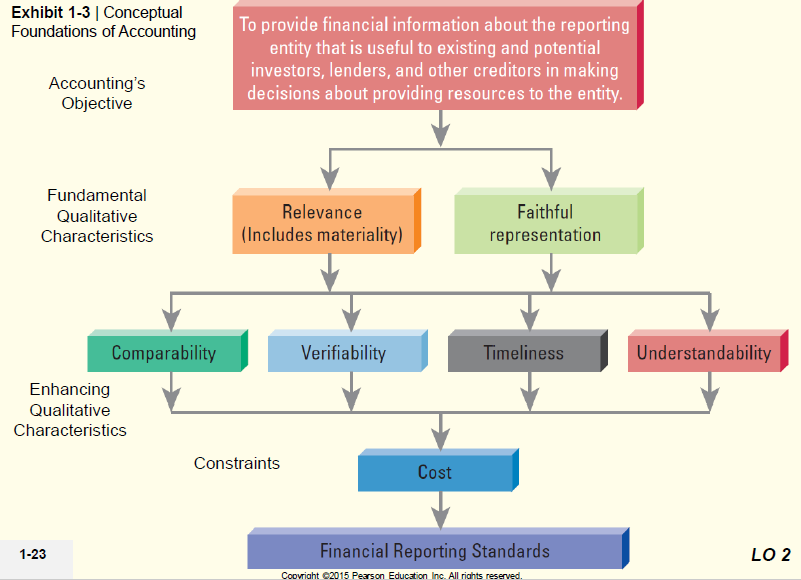 Exhibit 1-3 | Conceptual
Foundations of Accounting
To provide financial information about the reporting
entity that is useful to existing and potential
investors, lenders, and other creditors in making
decisions about providing resources to the entity.
Accounting's
Objective
Fundamental
Qualitative
Characteristics
Relevance
(Includes materiality)
Faithful
representation
Comparability
Verifiability
Timeliness
Understandability
Enhancing
Qualitative
Characteristics
Constraints
Cost
Financial Reporting Standards
1-23
LO 2
Copyright ©2015 Pearson Education Inc. All rights reserved.